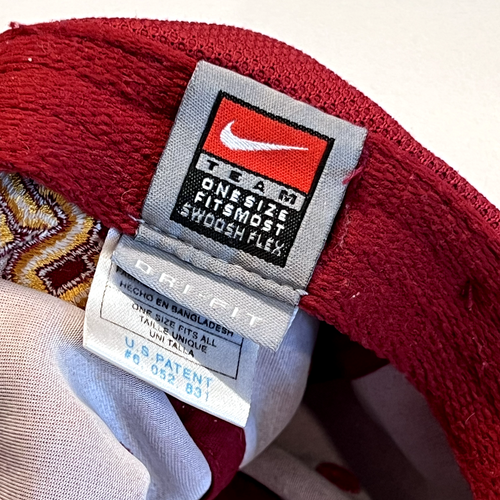 TEAM
ONE SIZE
FITS MOST
SWOOSH FLEX
DRI-FIT
HECHO EN BANGLADESH
ONE SIZE FITS ALL
TAILLE UNIQUE
UNI TALLA
U.S. PATENT
#6, 052, 831